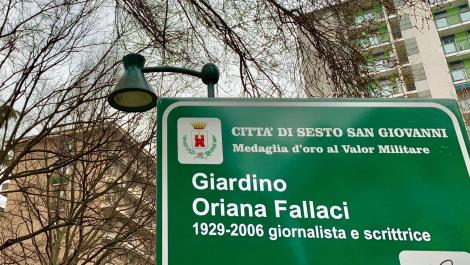 CITTA' DI SESTO SAN GIOVANNI
Medaglia d'oro al Valor Militare
Giardino
Oriana Fallaci
1929-2006 giornalista e scrittrice